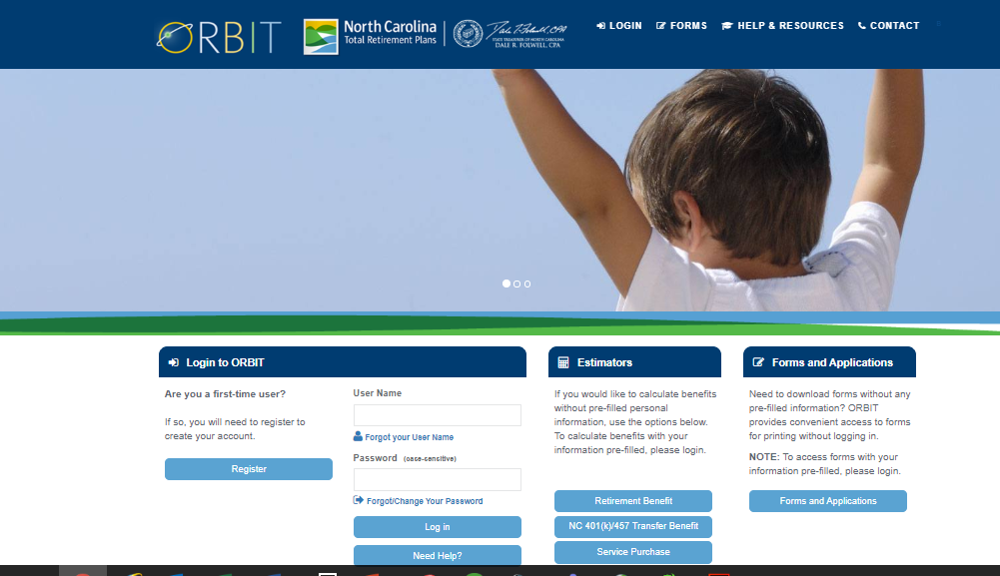 ORBIT
North Carolina
Total Retirement Plans
STATE TREASURER OF NORTH CAROLINA
DALE R. FOLWELL, CPA
LOGIN FORMS HELP & RESOURCES CONTACT
Login to ORBIT
Are you a first-time user?
If so, you will need to register to
create your account.
Register
User Name
Forgot your User Name
Password (case-sensitive)
Forgot/Change Your Password
Log in
Need Help?
Estimators
If you would like to calculate benefits
without pre-filled personal
information, use the options below.
To calculate benefits with your
information pre-filled, please login.
Retirement Benefit
NC 401(k)/457 Transfer Benefit
Service Purchase
Forms and Applications
Need to download forms without any
pre-filled information? ORBIT
provides convenient access to forms
for printing without logging in.
NOTE: To access forms with your
information pre-filled, please login.
Forms and Applications